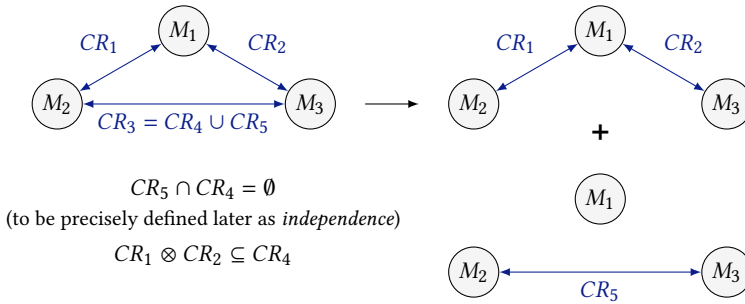 M₁
CR₁
CR₂
M₂
M₃
CR₃ = CR₄ ∪ CR₅
CR₅ ∩ CR₄ = ∅
(to be precisely defined later as independence)
CR₁ ⊗ CR₂ ⊆ CR₄
M₁
CR₁
CR₂
M₂
M₃
+
M₁
M₂
M₃
CR₅